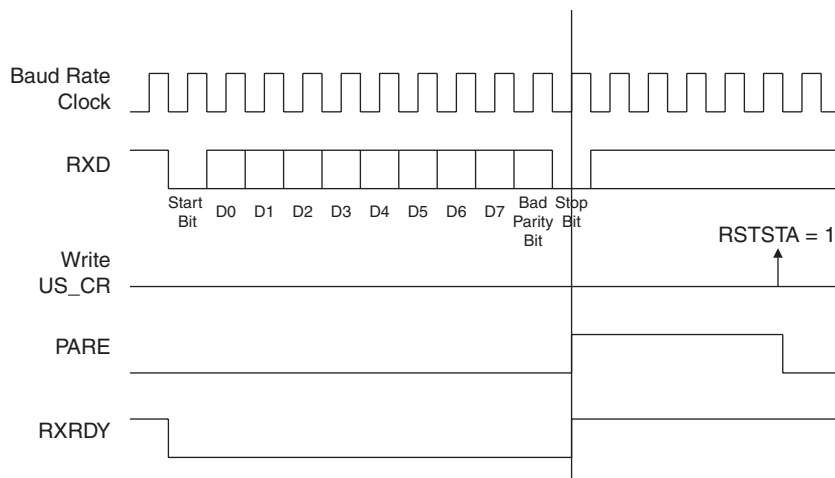 Baud Rate
Clock
RXD
Start
Bit
D0
D1
D2
D3
D4
D5
D6
D7
Bad
Parity
Bit
Stop
Bit
RSTSTA = 1
Write
US_CR
PARE
RXRDY